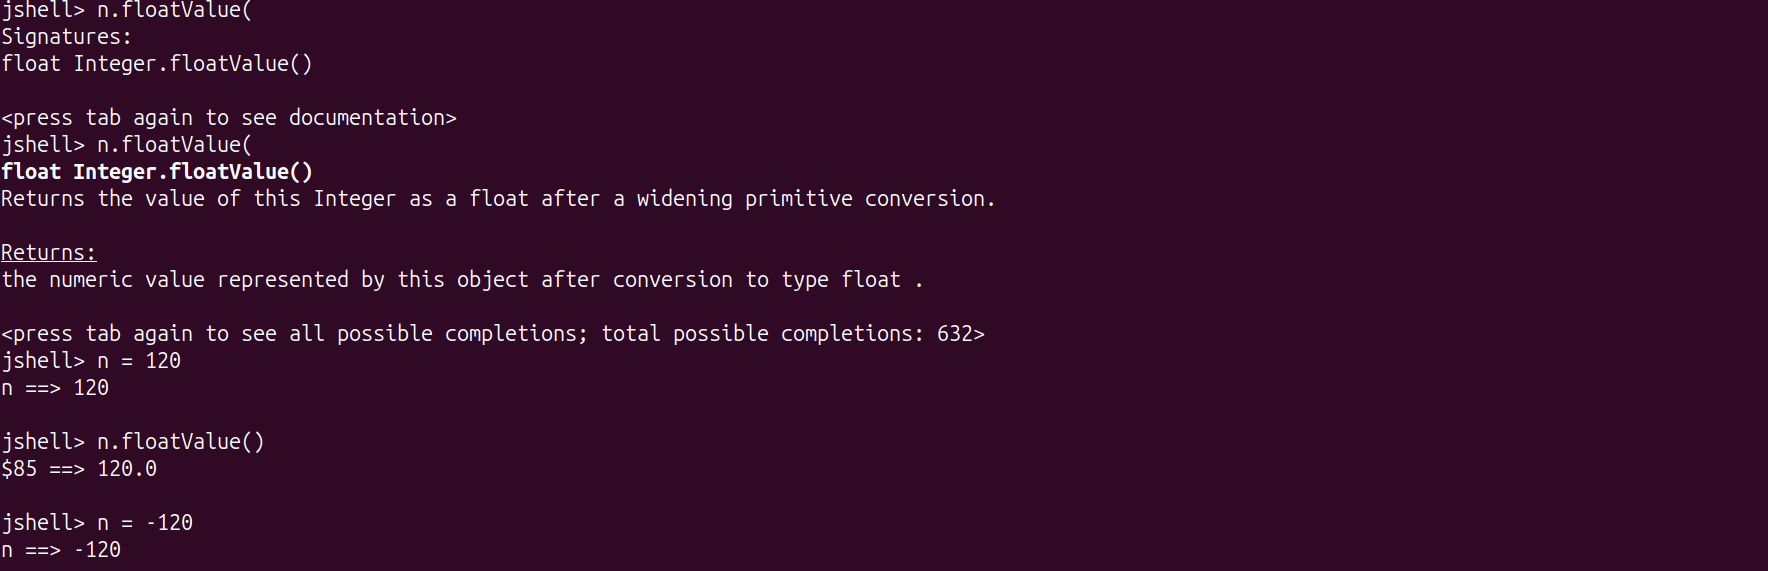 jshell> n.floatValue(
Signatures:
float Integer.floatValue()
<press tab again to see documentation>
jshell> n.floatValue(
float Integer.floatValue()
Returns the value of this Integer as a float after a widening primitive conversion.
Returns:
the numeric value represented by this object after conversion to type float .
<press tab again to see all possible completions; total possible completions: 632>
jshell> n = 120
n ==> 120
jshell> n.floatValue()
$85 ==> 120.0
jshell> n = -120
n ==> -120